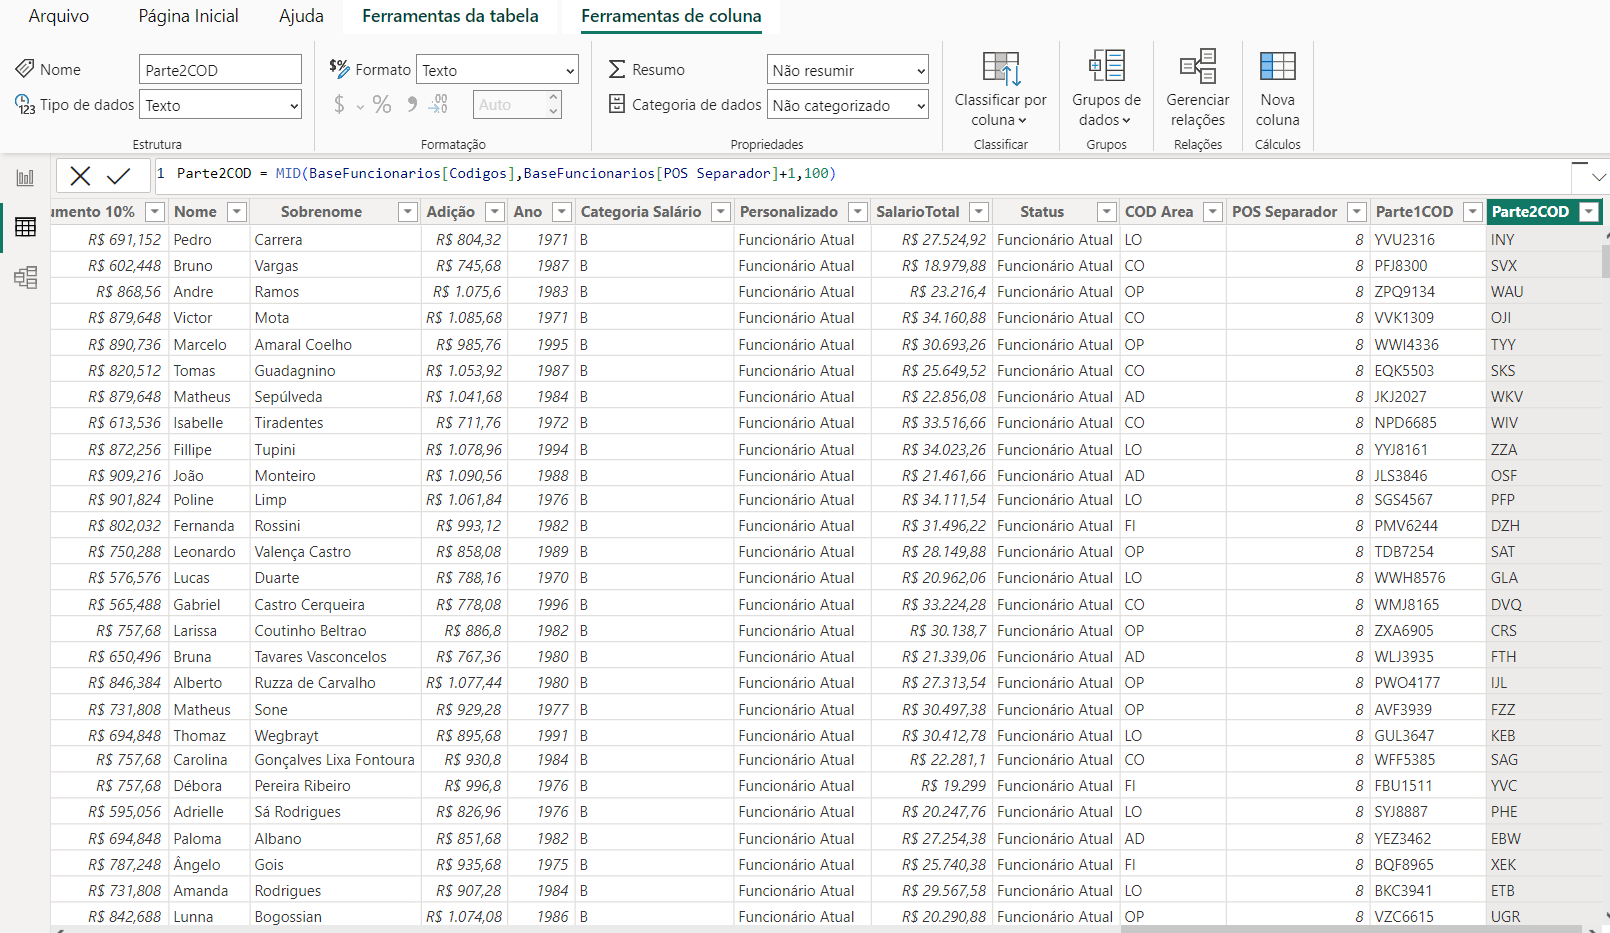 Arquivo Página Inicial Ajuda Ferramentas da tabela Ferramentas de coluna
Nome Parte2COD
Tipo de dados Texto
Estrutura
Formato Texto
$ % 9 .00 Auto
Formatação
Resumo Não resumir
Categoria de dados Não categorizado
Propriedades
Classificar por
coluna
Classificar
Grupos de
dados
Grupos
Gerenciar
relações
Relações
Nova
coluna
Cálculos
1 Parte2COD = MID(BaseFuncionarios[Codigos],BaseFuncionarios[POS Separador]+1,100)
umento 10% Nome Sobrenome Adição Ano Categoria Salário Personalizado SalarioTotal Status COD Area POS Separador Parte1COD Parte2COD
R$ 691,152 Pedro Carrera R$ 804,32 1971 B Funcionário Atual R$ 27.524,92 Funcionário Atual LO 8 YVU2316 INY
R$ 602,448 Bruno Vargas R$ 745,68 1987 B Funcionário Atual R$ 18.979,88 Funcionário Atual CO 8 PFJ8300 SVX
R$ 868,56 Andre Ramos R$ 1.075,6 1983 B Funcionário Atual R$ 23.216,4 Funcionário Atual OP 8 ZPQ9134 WAU
R$ 879,648 Victor Mota R$ 1.085,68 1971 B Funcionário Atual R$ 34.160,88 Funcionário Atual CO 8 VVK1309 OJI
R$ 890,736 Marcelo Amaral Coelho R$ 985,76 1995 B Funcionário Atual R$ 30.693,26 Funcionário Atual OP 8 WWI4336 TYY
R$ 820,512 Tomas Guadagnino R$ 1.053,92 1987 B Funcionário Atual R$ 25.649,52 Funcionário Atual CO 8 EQK5503 SKS
R$ 879,648 Matheus Sepúlveda R$ 1.041,68 1984 B Funcionário Atual R$ 22.856,08 Funcionário Atual AD 8 JKJ2027 WKV
R$ 613,536 Isabelle Tiradentes R$ 711,76 1972 B Funcionário Atual R$ 33.516,66 Funcionário Atual CO 8 NPD6685 WIV
R$ 872,256 Fillipe Tupini R$ 1.078,96 1994 B Funcionário Atual R$ 34.023,26 Funcionário Atual LO 8 YYJ8161 ZZA
R$ 909,216 João Monteiro R$ 1.090,56 1988 B Funcionário Atual R$ 21.461,66 Funcionário Atual AD 8 JLS3846 OSF
R$ 901,824 Poline Limp R$ 1.061,84 1976 B Funcionário Atual R$ 34.111,54 Funcionário Atual LO 8 SGS4567 PFP
R$ 802,032 Fernanda Rossini R$ 993,12 1982 B Funcionário Atual R$ 31.496,22 Funcionário Atual FI 8 PMV6244 DZH
R$ 750,288 Leonardo Valença Castro R$ 858,08 1989 B Funcionário Atual R$ 28.149,88 Funcionário Atual OP 8 TDB7254 SAT
R$ 576,576 Lucas Duarte R$ 788,16 1970 B Funcionário Atual R$ 20.962,06 Funcionário Atual LO 8 WWH8576 GLA
R$ 565,488 Gabriel Castro Cerqueira R$ 778,08 1996 B Funcionário Atual R$ 33.224,28 Funcionário Atual CO 8 WMJ8165 DVQ
R$ 757,68 Larissa Coutinho Beltrao R$ 886,8 1982 B Funcionário Atual R$ 30.138,7 Funcionário Atual OP 8 ZXA6905 CRS
R$ 650,496 Bruna Tavares Vasconcelos R$ 767,36 1980 B Funcionário Atual R$ 21.339,06 Funcionário Atual AD 8 WLJ3935 FTH
R$ 846,384 Alberto Ruzza de Carvalho R$ 1.077,44 1980 B Funcionário Atual R$ 27.313,54 Funcionário Atual OP 8 PWO4177 IJL
R$ 731,808 Matheus Sone R$ 929,28 1977 B Funcionário Atual R$ 30.497,38 Funcionário Atual OP 8 AVF3939 FZZ
R$ 694,848 Thomaz Wegbrayt R$ 895,68 1991 B Funcionário Atual R$ 30.412,78 Funcionário Atual LO 8 GUL3647 KEB
R$ 757,68 Carolina Gonçalves Lixa Fontoura R$ 930,8 1984 B Funcionário Atual R$ 22.281,1 Funcionário Atual CO 8 WFF5385 SAG
R$ 757,68 Débora Pereira Ribeiro R$ 996,8 1976 B Funcionário Atual R$ 19.299 Funcionário Atual FI 8 FBU1511 YVC
R$ 595,056 Adrielle Sá Rodrigues R$ 826,96 1976 B Funcionário Atual R$ 20.247,76 Funcionário Atual LO 8 SYJ8887 PHE
R$ 694,848 Paloma Albano R$ 851,68 1982 B Funcionário Atual R$ 27.254,38 Funcionário Atual AD 8 YEZ3462 EBW
R$ 787,248 Ângelo Gois R$ 935,68 1975 B Funcionário Atual R$ 25.740,38 Funcionário Atual FI 8 BQF8965 XEK
R$ 731,808 Amanda Rodrigues R$ 907,28 1984 B Funcionário Atual R$ 29.567,58 Funcionário Atual LO 8 BKC3941 ETB
R$ 842,688 Lunna Bogossian R$ 1.074,08 1986 B Funcionário Atual R$ 20.290,88 Funcionário Atual OP 8 VZC6615 UGR